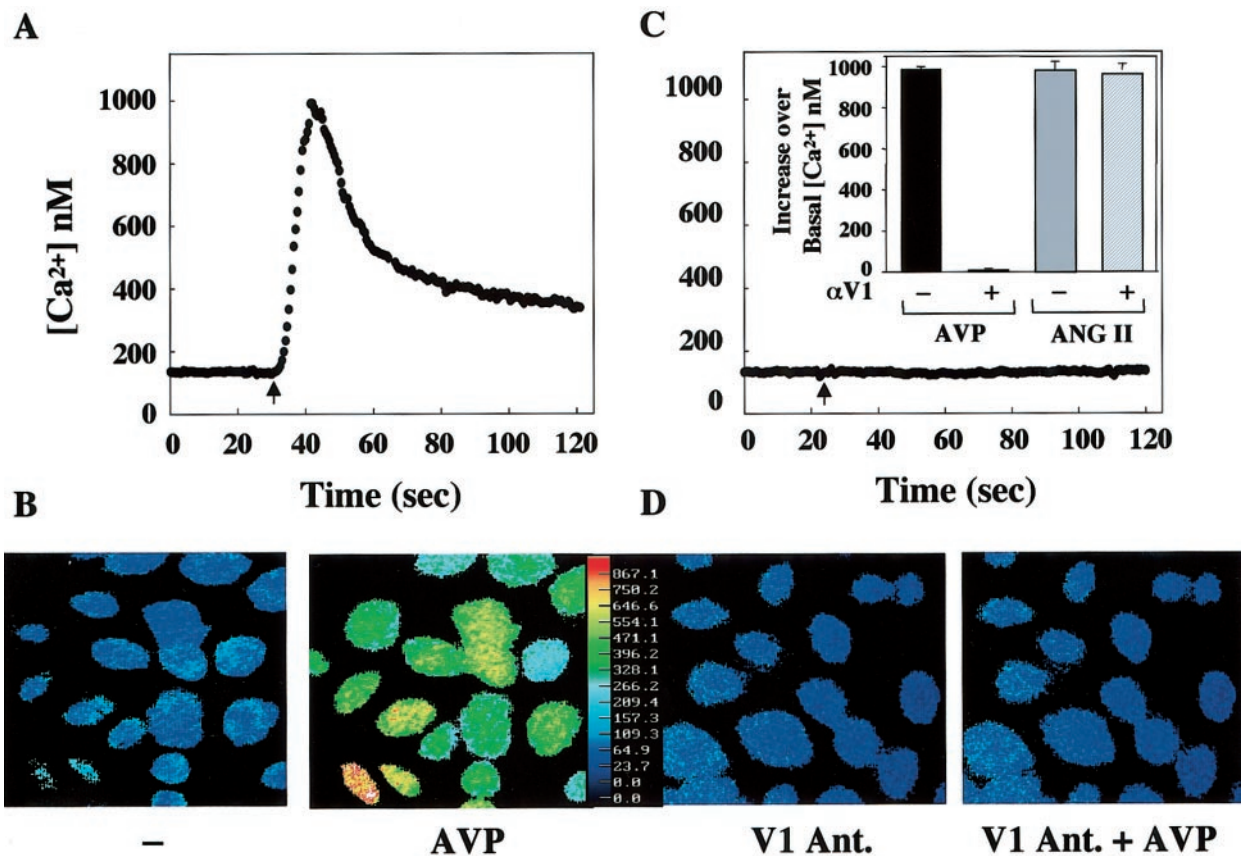 A
1000
800
600
400
200
0
[Ca²⁺] nM
0 20 40 60 80 100 120
Time (sec)
C
1000
800
600
400
200
0
0 20 40 60 80 100 120
Time (sec)
Increase over
Basal [Ca²⁺] nM
1000
800
600
400
200
0
αV1 − + − +
AVP ANG II
B
−
AVP
867.1
750.2
646.6
554.1
471.1
396.2
328.1
266.2
209.4
157.3
109.3
64.9
23.7
0.0
0.0
D
V1 Ant.
V1 Ant. + AVP